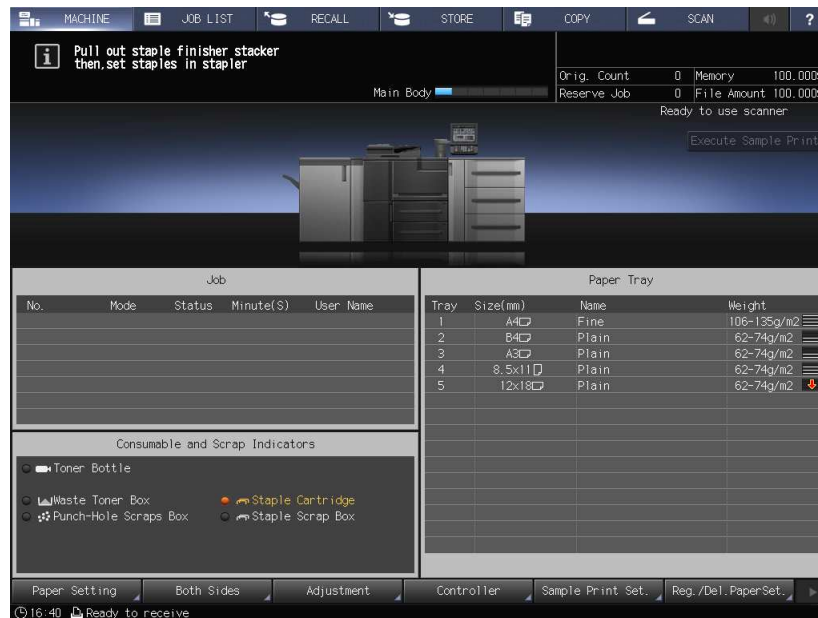 MACHINE JOB LIST RECALL STORE COPY SCAN ?
i Pull out staple finisher stacker
then,set staples in stapler
Main Body
Orig. Count 0 Memory 100.000%
Reserve Job 0 File Amount 100.000%
Ready to use scanner
Execute Sample Print
Job
No. Mode Status Minute(S) User Name
Paper Tray
Tray Size(mm) Name Weight
1 A4 Fine 106-135g/m2
2 B4 Plain 62-74g/m2
3 A3 Plain 62-74g/m2
4 8.5x11 Plain 62-74g/m2
5 12x18 Plain 62-74g/m2
Consumable and Scrap Indicators
Toner Bottle
Waste Toner Box Staple Cartridge
Punch-Hole Scraps Box Staple Scrap Box
Paper Setting Both Sides Adjustment Controller Sample Print Set. Reg./Del.PaperSet.
16:40 Ready to receive